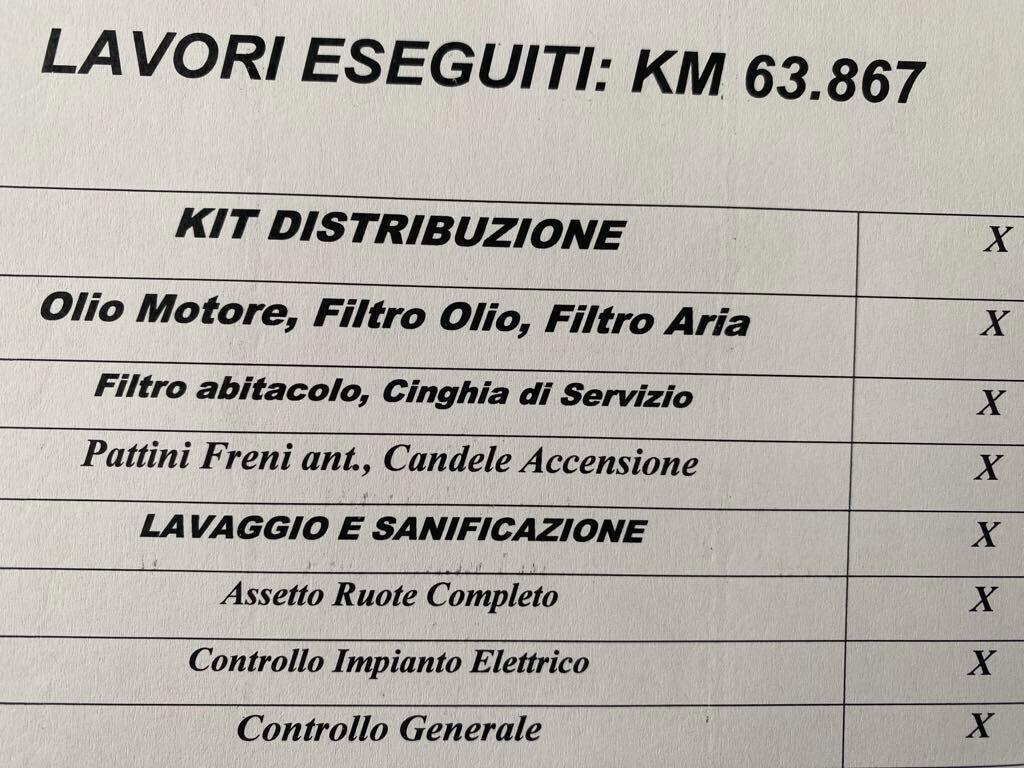 LAVORI ESEGUITI: KM 63.867
KIT DISTRIBUZIONE X
Olio Motore, Filtro Olio, Filtro Aria X
Filtro abitacolo, Cinghia di Servizio X
Pattini Freni ant., Candele Accensione X
LAVAGGIO E SANIFICAZIONE X
Assetto Ruote Completo X
Controllo Impianto Elettrico X
Controllo Generale X